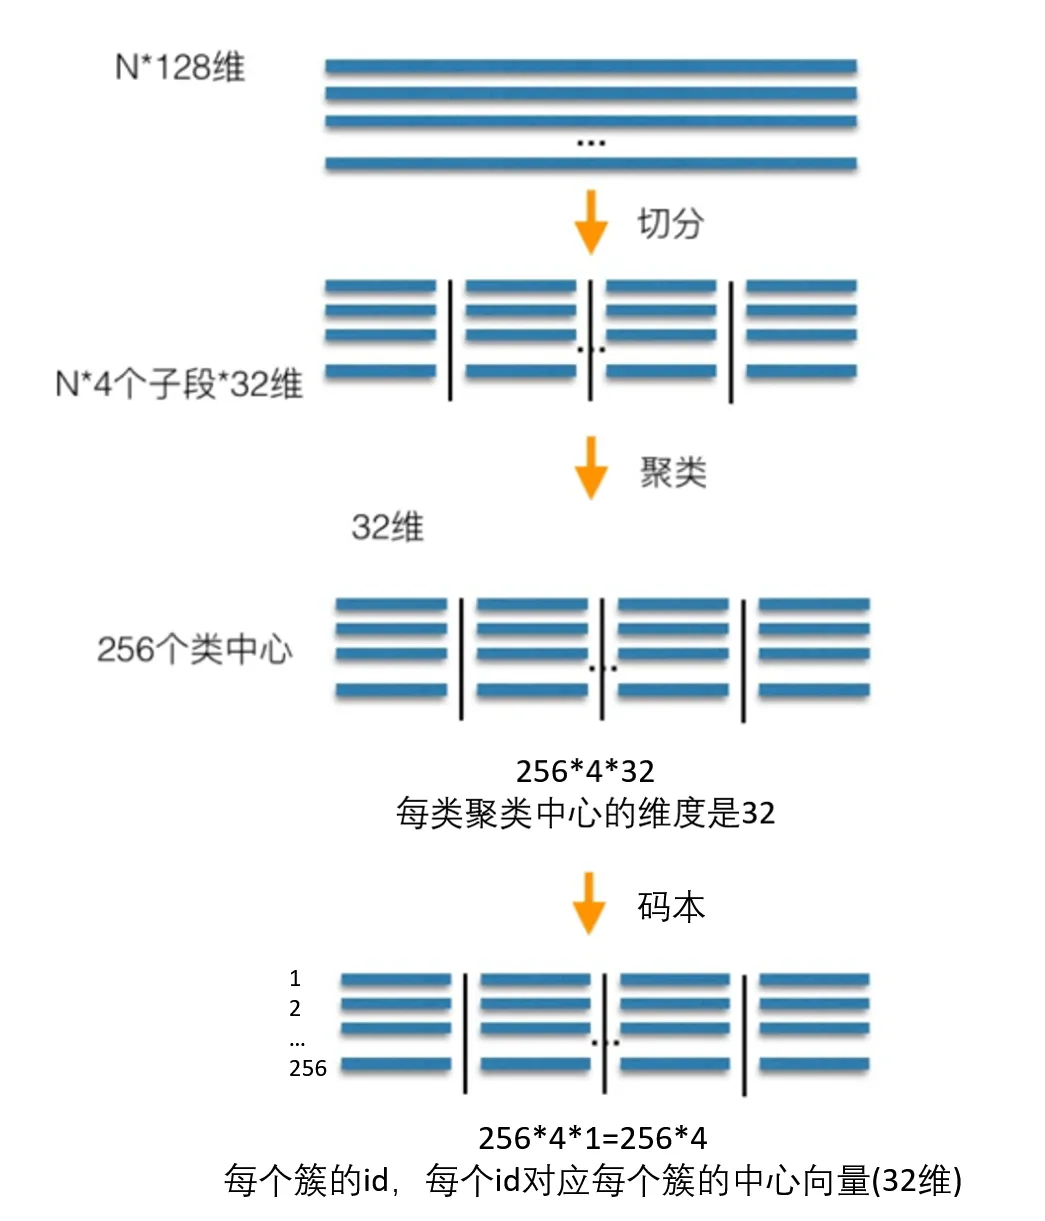 N*128维
...
切分
...
N*4个子段*32维
聚类
32维
256个类中心
...
256*4*32
每类聚类中心的维度是32
码本
1
2
...
...
256
256*4*1=256*4
每个簇的id，每个id对应每个簇的中心向量(32维)